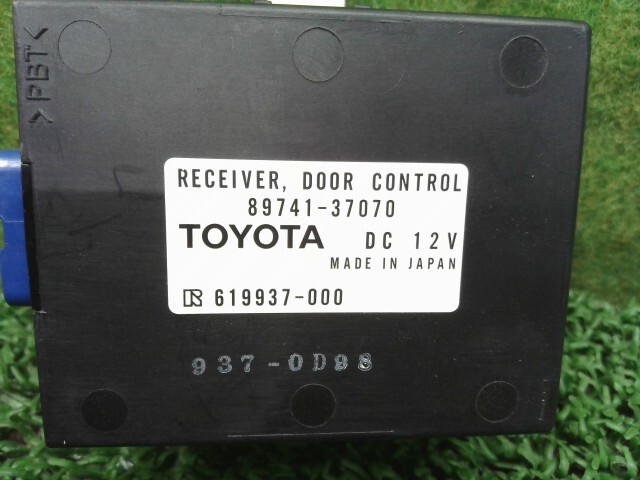 >PBT<
RECEIVER, DOOR CONTROL
89741-37070
TOYOTA DC 12V
MADE IN JAPAN
R 619937-000
937-0D98